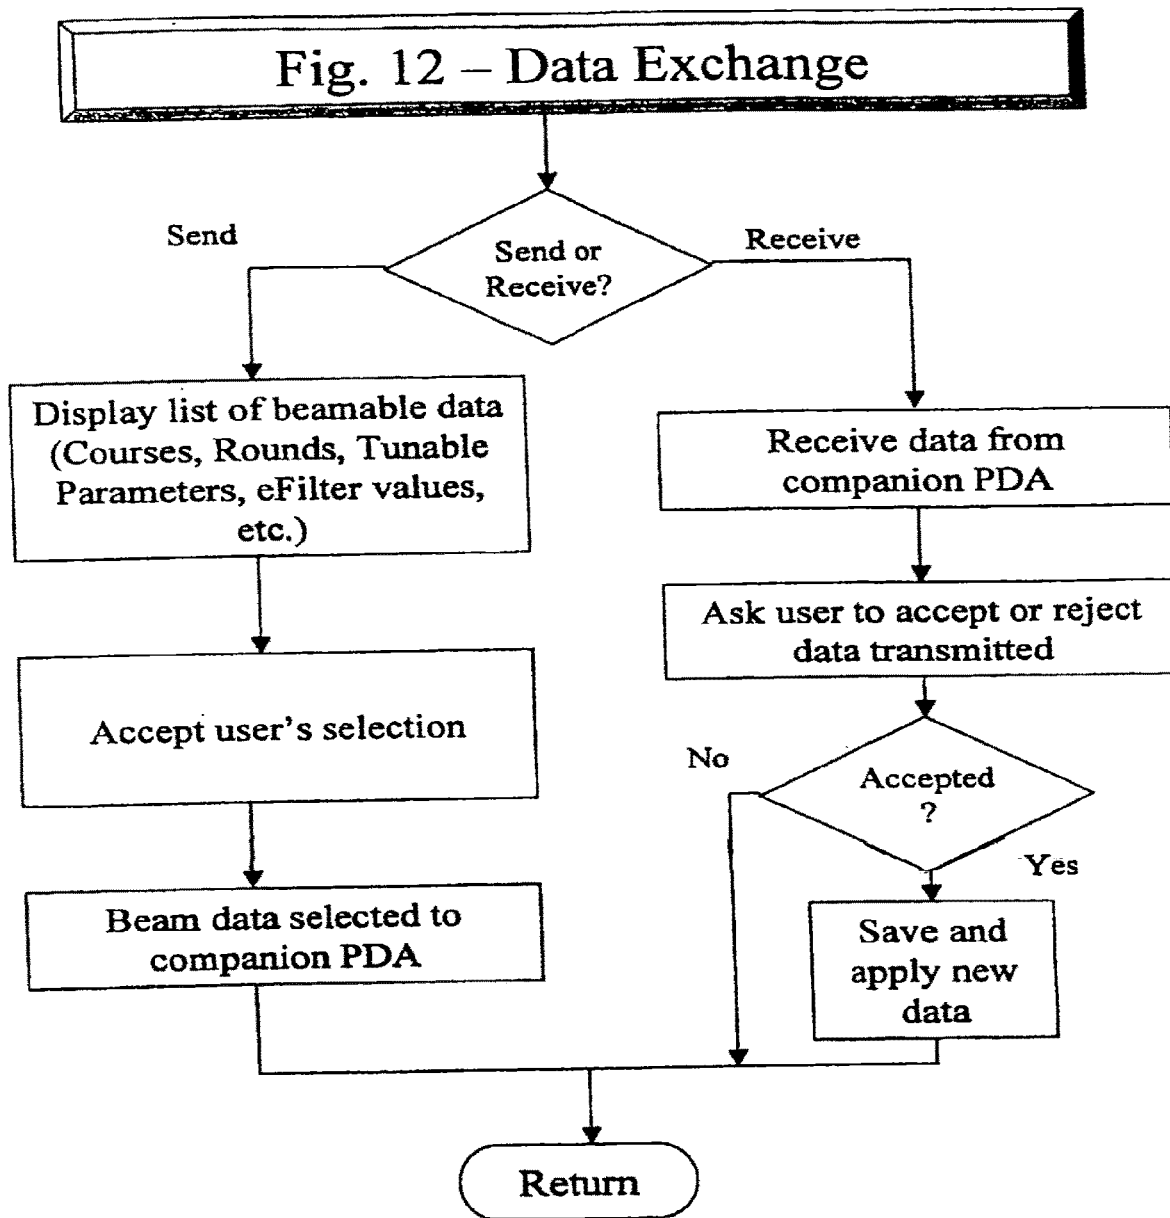 Fig. 12 – Data Exchange
Send
Send or
Receive?
Receive
Display list of beamable data
(Courses, Rounds, Tunable
Parameters, eFilter values,
etc.)
Accept user's selection
Beam data selected to
companion PDA
Receive data from
companion PDA
Ask user to accept or reject
data transmitted
No
Accepted
?
Yes
Save and
apply new
data
Return